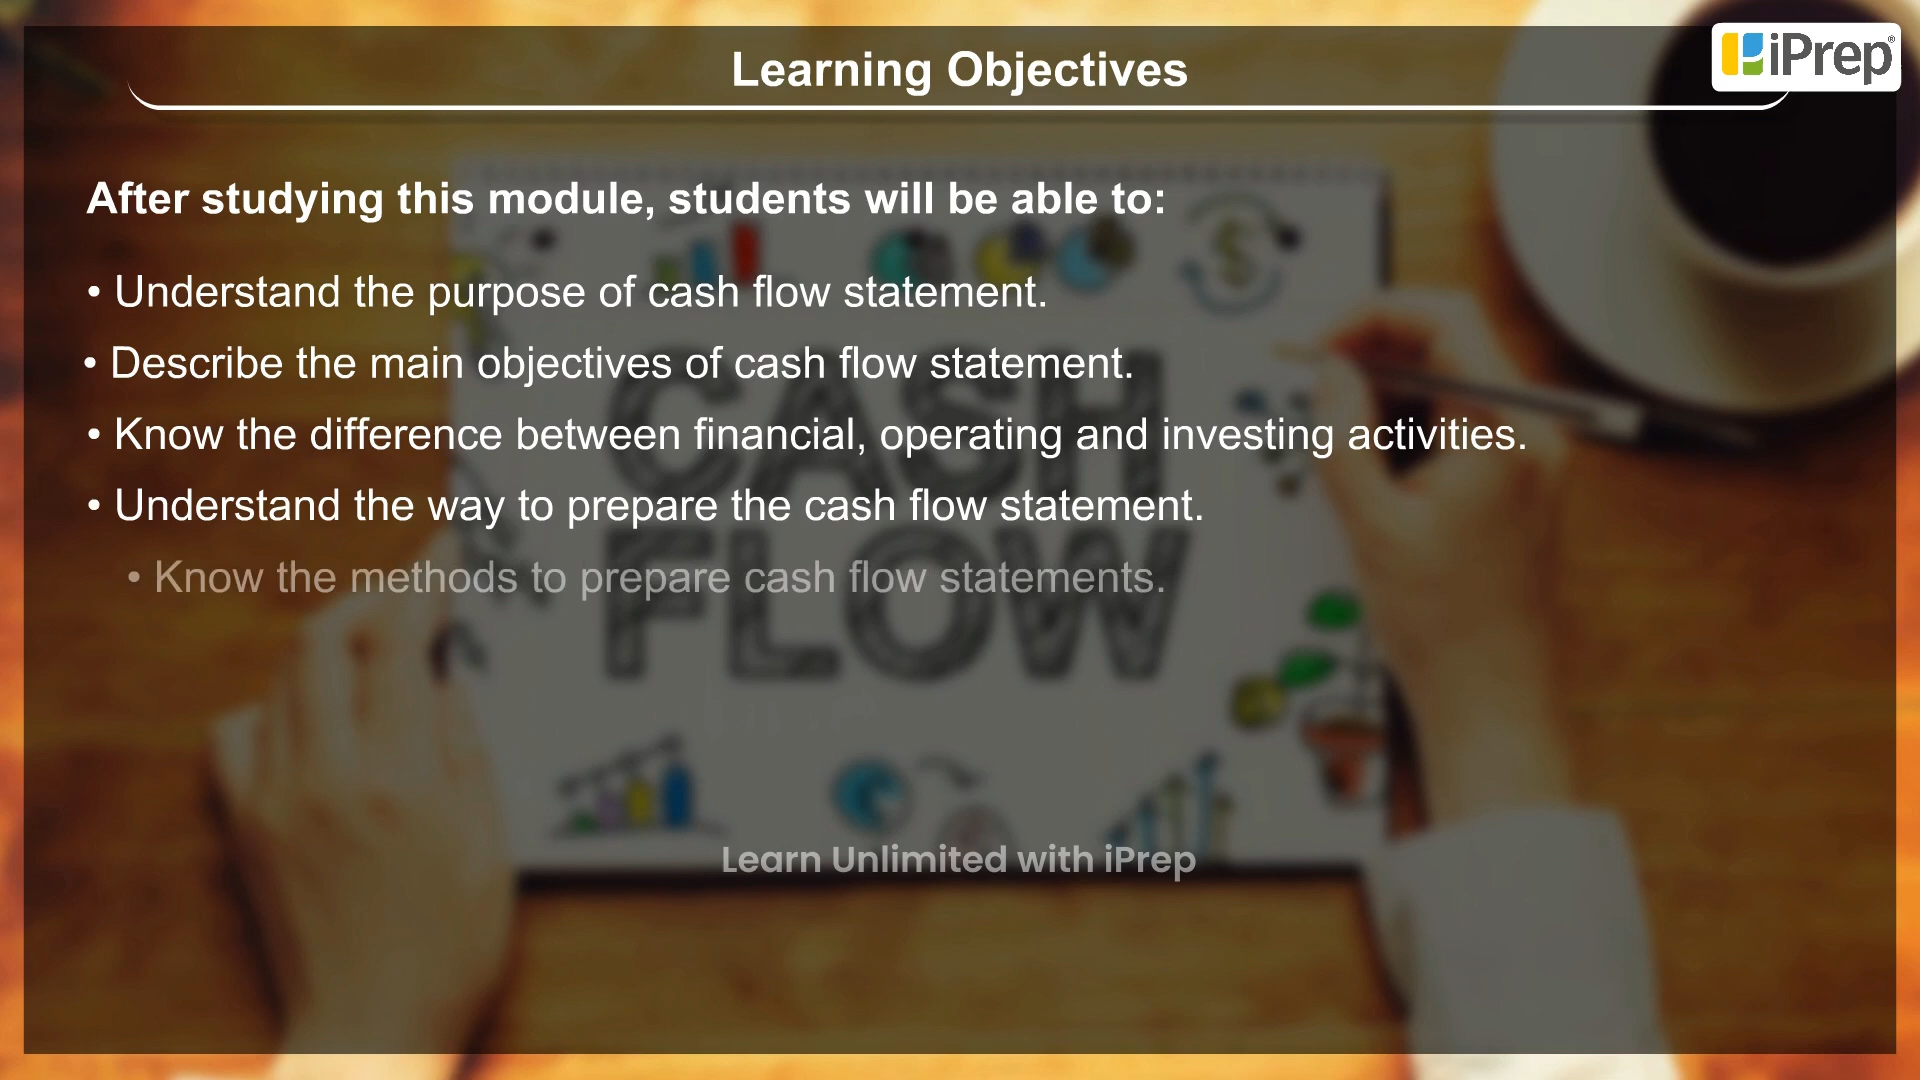 Learning Objectives
iPrep®
After studying this module, students will be able to:
• Understand the purpose of cash flow statement.
• Describe the main objectives of cash flow statement.
• Know the difference between financial, operating and investing activities.
• Understand the way to prepare the cash flow statement.
• Know the methods to prepare cash flow statements.
CASH
FLOW
Learn Unlimited with iPrep